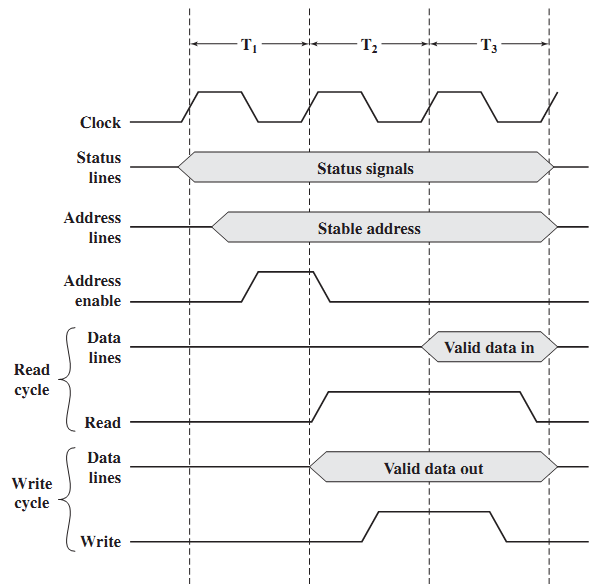 T1
T2
T3
Clock
Status
lines
Status signals
Address
lines
Stable address
Address
enable
Read
cycle
Data
lines
Valid data in
Read
Write
cycle
Data
lines
Valid data out
Write